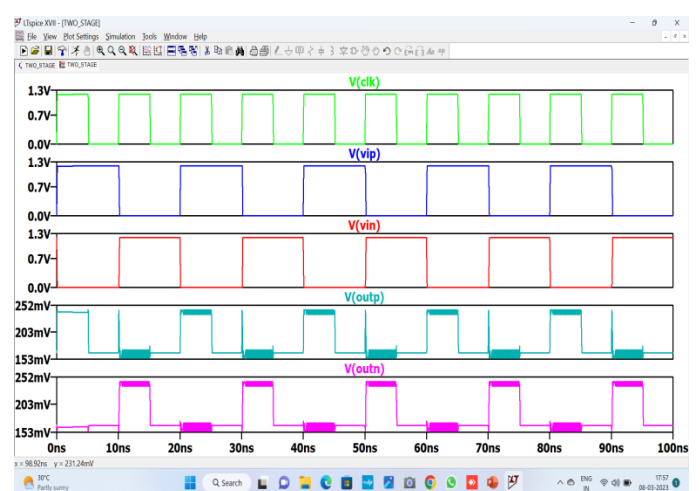 LTspice XVII - [TWO_STAGE]
File View Plot Settings Simulation Tools Window Help
TWO_STAGE TWO_STAGE
V(clk)
1.3V
0.7V
0.0V
V(vip)
1.3V
0.7V
0.0V
V(vin)
1.3V
0.7V
0.0V
V(outp)
252mV
203mV
153mV
V(outn)
252mV
203mV
153mV
0ns 10ns 20ns 30ns 40ns 50ns 60ns 70ns 80ns 90ns 100ns
x = 98.92ns y = 231.24mV
30°C
Partly sunny
Search
ENG
IN
17:57
08-03-2023